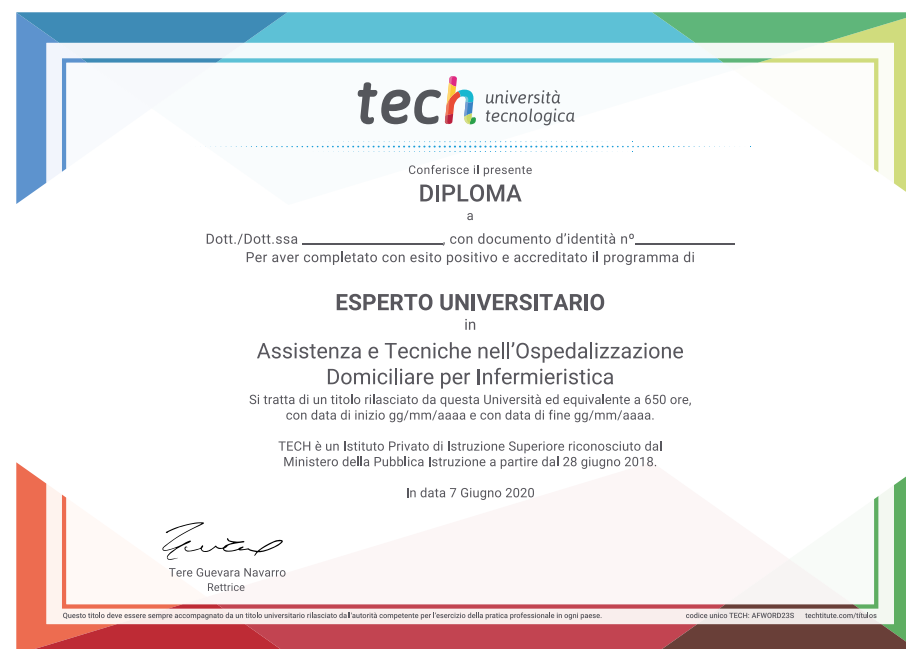 tech università
tecnologica
Conferisce il presente
DIPLOMA
a
Dott./Dott.ssa ____________________, con documento d'identità nº______________
Per aver completato con esito positivo e accreditato il programma di
ESPERTO UNIVERSITARIO
in
Assistenza e Tecniche nell'Ospedalizzazione
Domiciliare per Infermieristica
Si tratta di un titolo rilasciato da questa Università ed equivalente a 650 ore,
con data di inizio gg/mm/aaaa e con data di fine gg/mm/aaaa.
TECH è un Istituto Privato di Istruzione Superiore riconosciuto dal
Ministero della Pubblica Istruzione a partire dal 28 giugno 2018.
In data 7 Giugno 2020
Tere Guevara Navarro
Rettrice
Questo titolo deve essere sempre accompagnato da un titolo universitario rilasciato dall'autorità competente per l'esercizio della pratica professionale in ogni paese. codice unico TECH: AFWORD23S techtitute.com/titulos